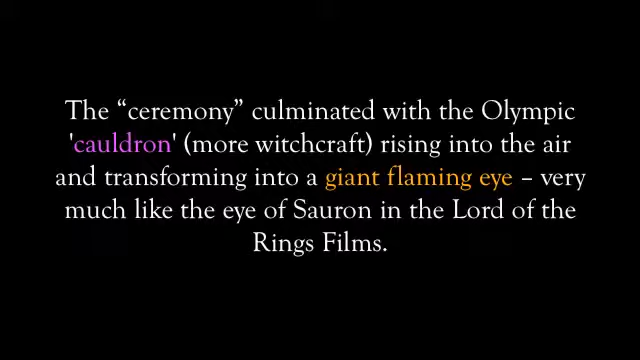 The “ceremony” culminated with the Olympic
'cauldron' (more witchcraft) rising into the air
and transforming into a giant flaming eye – very
much like the eye of Sauron in the Lord of the
Rings Films.